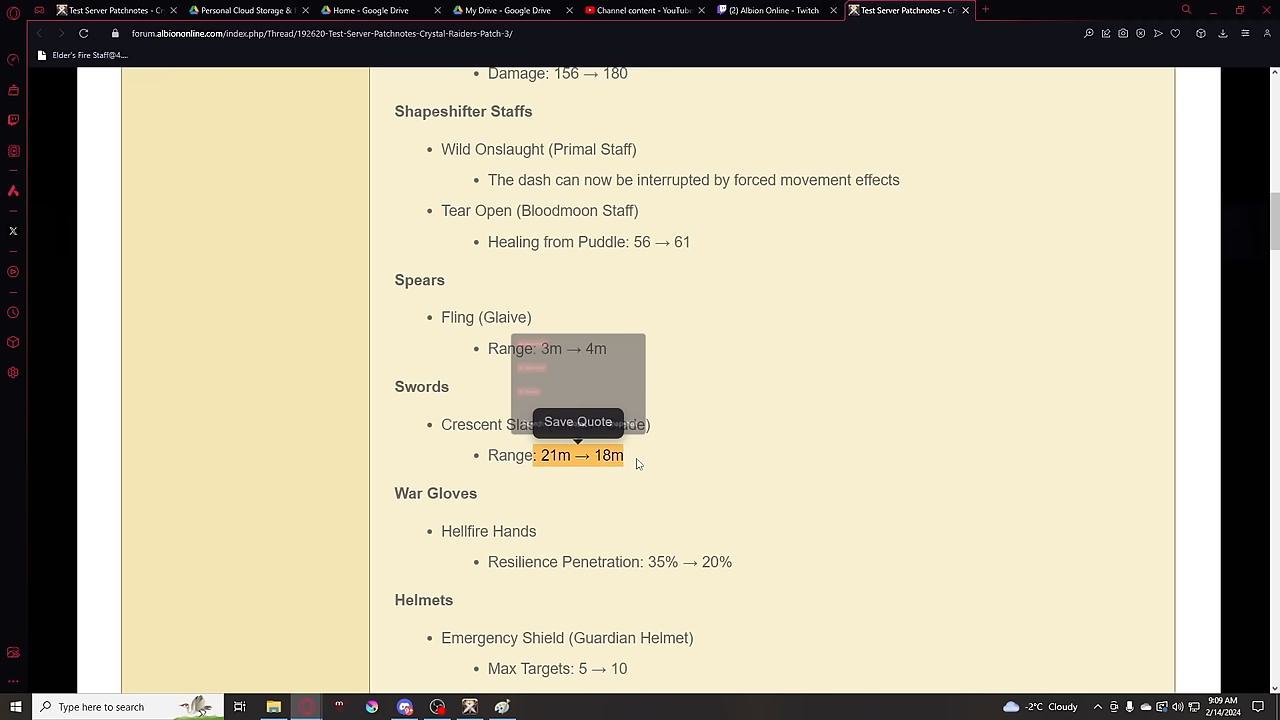 Test Server Patchnotes - Cr
Personal Cloud Storage &
Home - Google Drive
My Drive - Google Drive
Channel content - YouTub
(2) Albion Online - Twitch
Test Server Patchnotes - Cr
forum.albiononline.com/index.php/Thread/192620-Test-Server-Patchnotes-Crystal-Raiders-Patch-3/
Elder's Fire Staff@4....
• Damage: 156 → 180
Shapeshifter Staffs
• Wild Onslaught (Primal Staff)
• The dash can now be interrupted by forced movement effects
• Tear Open (Bloodmoon Staff)
• Healing from Puddle: 56 → 61
Spears
• Fling (Glaive)
• Range: 3m → 4m
Swords
• Crescent Sla
Save Quote
• Range: 21m → 18m
War Gloves
• Hellfire Hands
• Resilience Penetration: 35% → 20%
Helmets
• Emergency Shield (Guardian Helmet)
• Max Targets: 5 → 10
Type here to search
-2°C Cloudy
9:09 AM
2/14/2024